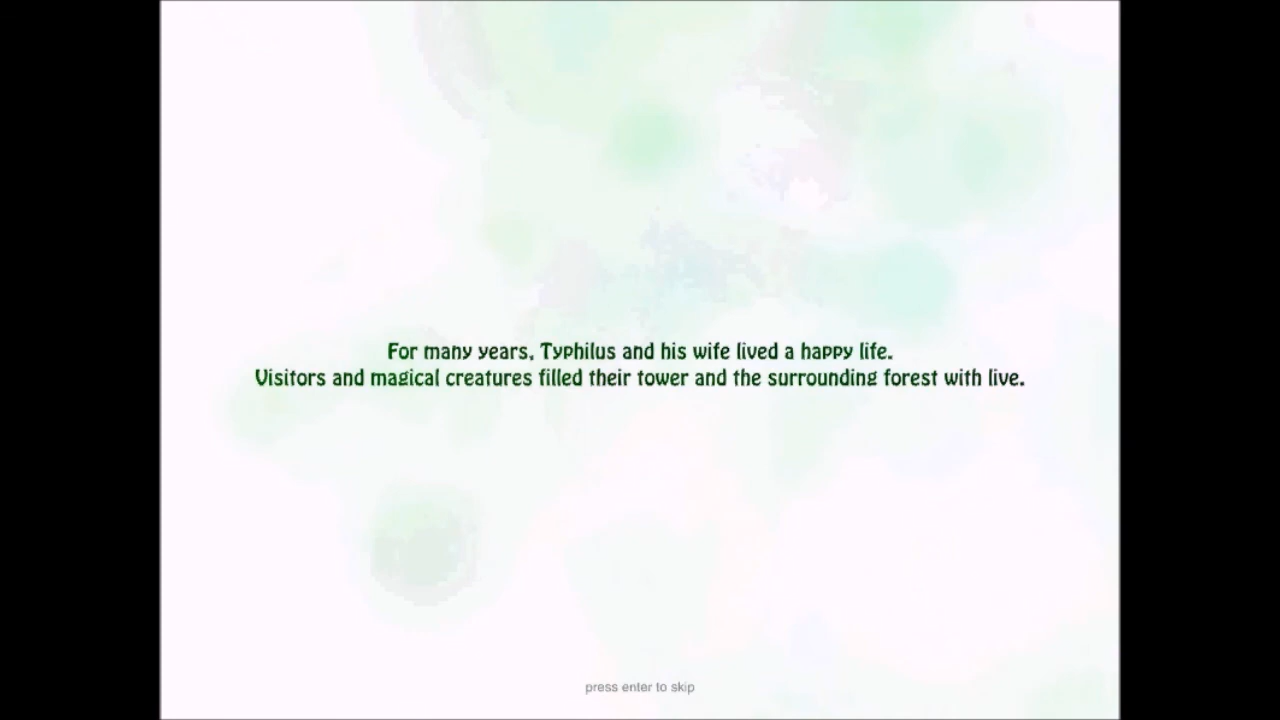 For many years, Typhilus and his wife lived a happy life.
Visitors and magical creatures filled their tower and the surrounding forest with live.
press enter to skip